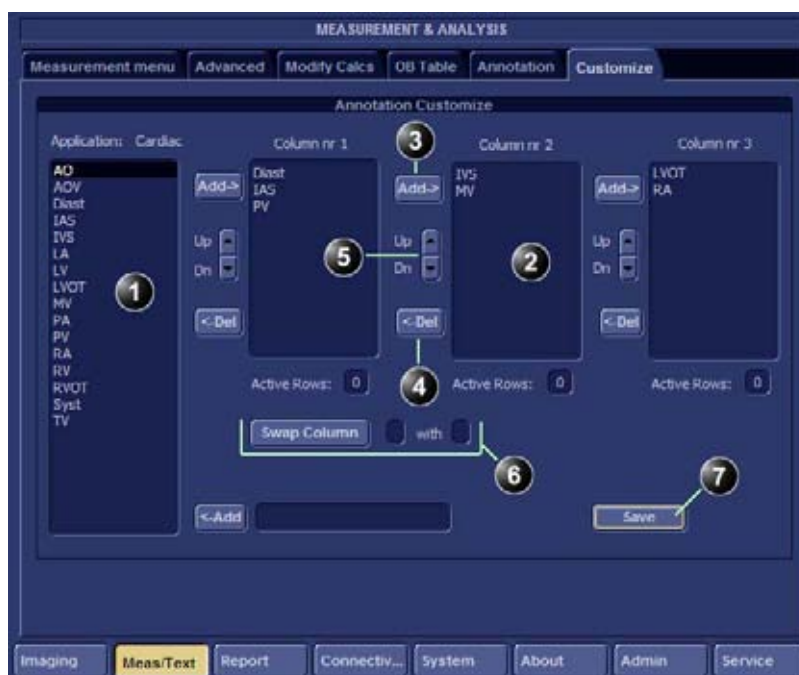 MEASUREMENT & ANALYSIS
Measurement menu Advanced Modify Calcs OB Table Annotation Customize
Annotation Customize
Application: Cardiac Column nr 1 3 Column nr 2 Column nr 3
AO
AOV
Diast
IAS
IVS
LA
LV
LVOT
MV
PA
PV
RA
RV
RVOT
Syst
TV
1
Add->
Up
Dn
<-Del
Diast
IAS
PV
5
Active Rows: 0
Add->
Up
Dn
<-Del
4
IVS
MV
2
Active Rows: 0
Add->
Up
Dn
<-Del
LVOT
RA
Active Rows: 0
Swap Column with
6
7
<-Add
Save
Imaging Meas/Text Report Connectiv... System About Admin Service